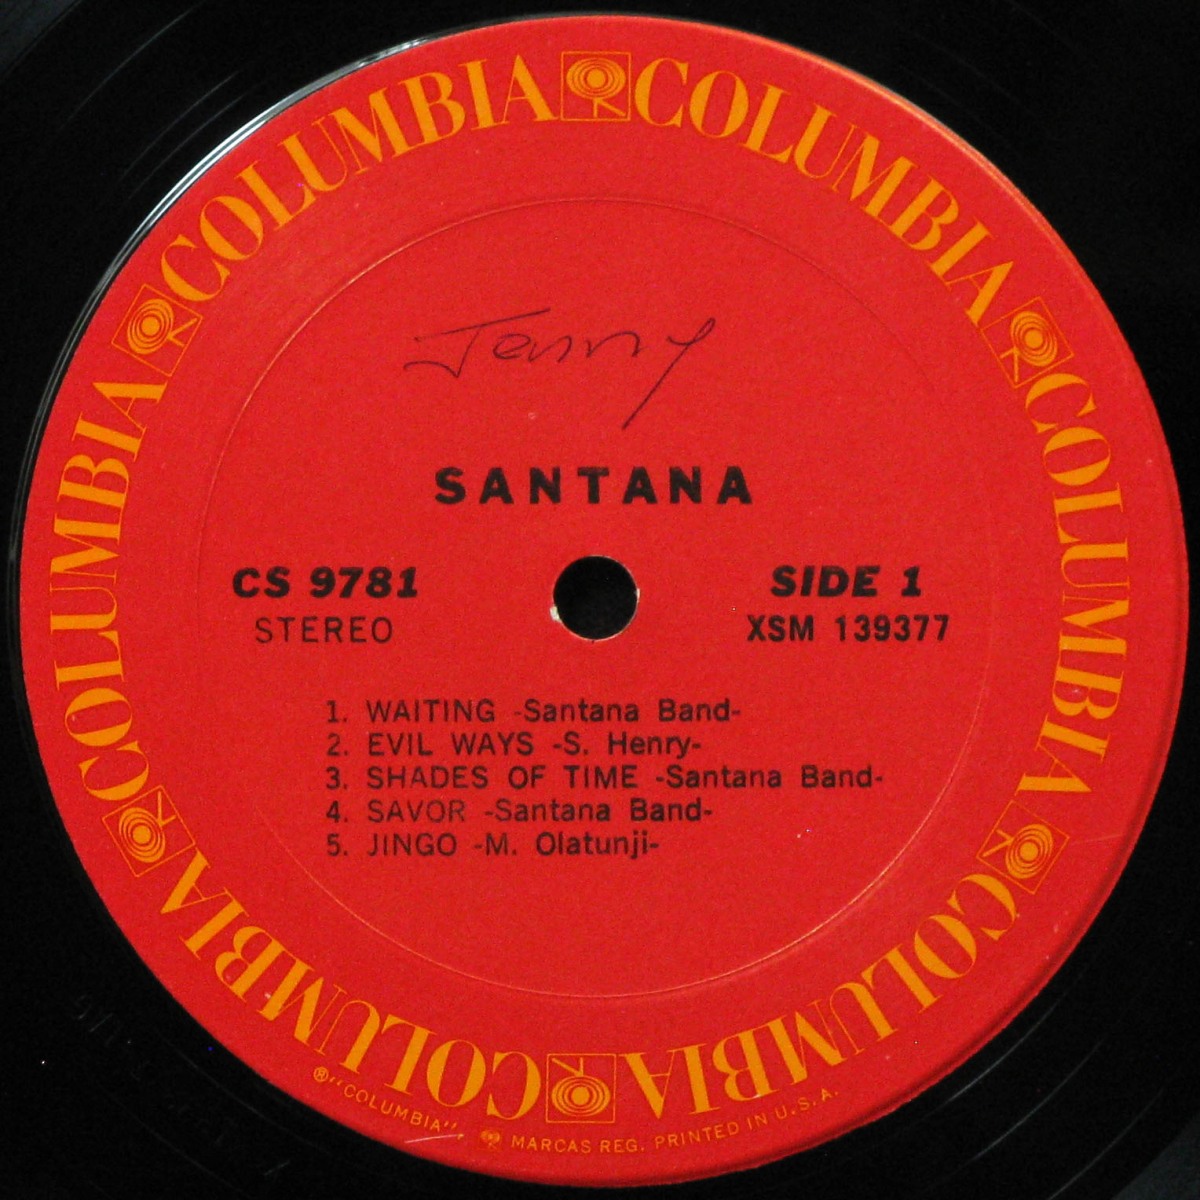 COLUMBIA COLUMBIA COLUMBIA COLUMBIA COLUMBIA COLUMBIA
Jenny
SANTANA
CS 9781
STEREO
SIDE 1
XSM 139377
1. WAITING -Santana Band-
2. EVIL WAYS -S. Henry-
3. SHADES OF TIME -Santana Band-
4. SAVOR -Santana Band-
5. JINGO -M. Olatunji-
® "COLUMBIA", MARCAS REG. PRINTED IN U.S.A.